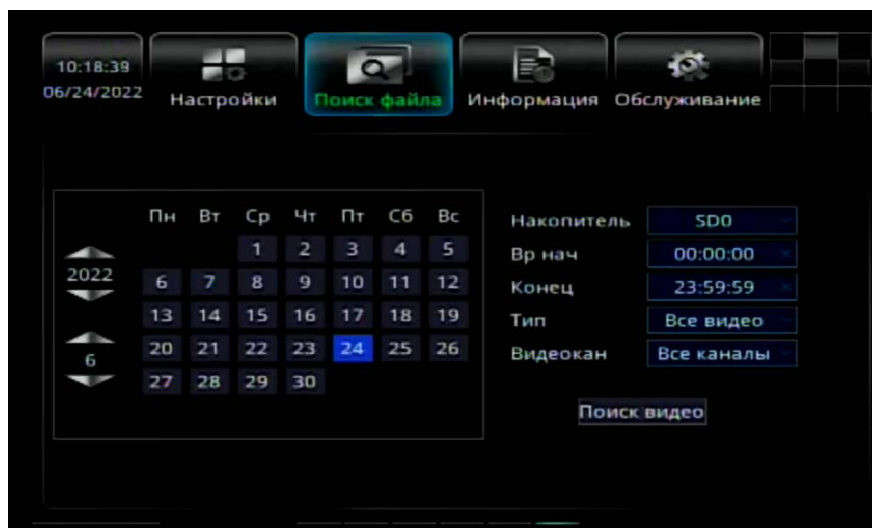 10:18:39
06/24/2022
Настройки
Поиск файла
Информация
Обслуживание
Пн Вт Ср Чт Пт Сб Вс
1 2 3 4 5
2022
6 7 8 9 10 11 12
13 14 15 16 17 18 19
6
20 21 22 23 24 25 26
27 28 29 30
Накопитель SD0
Вр нач 00:00:00
Конец 23:59:59
Тип Все видео
Видеокан Все каналы
Поиск видео